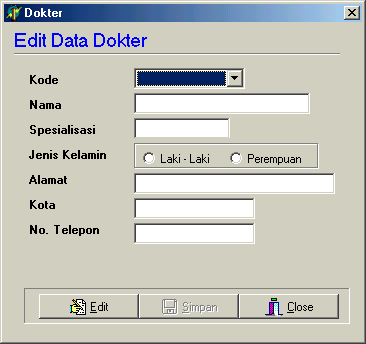 Dokter
Edit Data Dokter
Kode
Nama
Spesialisasi
Jenis Kelamin Laki - Laki Perempuan
Alamat
Kota
No. Telepon
Edit Simpan Close